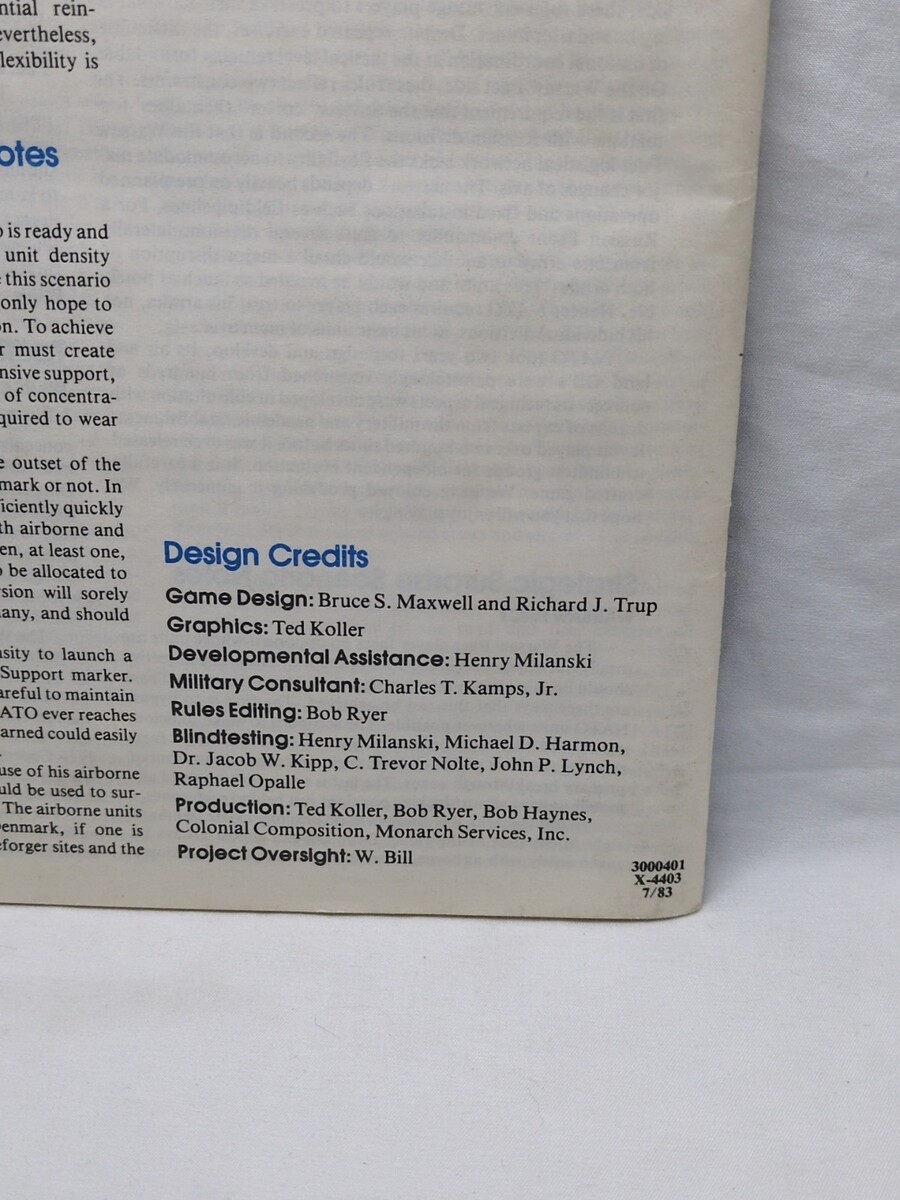 ntial rein-
evertheless,
lexibility is
otes
o is ready and
unit density
this scenario
only hope to
on. To achieve
r must create
nsive support,
of concentra-
quired to wear
e outset of the
mark or not. In
iciently quickly
th airborne and
en, at least one,
o be allocated to
sion will sorely
any, and should
sity to launch a
Support marker.
areful to maintain
ATO ever reaches
arned could easily
use of his airborne
uld be used to sur-
The airborne units
enmark, if one is
eforger sites and the
Design Credits
Game Design: Bruce S. Maxwell and Richard J. Trup
Graphics: Ted Koller
Developmental Assistance: Henry Milanski
Military Consultant: Charles T. Kamps, Jr.
Rules Editing: Bob Ryer
Blindtesting: Henry Milanski, Michael D. Harmon,
Dr. Jacob W. Kipp, C. Trevor Nolte, John P. Lynch,
Raphael Opalle
Production: Ted Koller, Bob Ryer, Bob Haynes,
Colonial Composition, Monarch Services, Inc.
Project Oversight: W. Bill
3000401
X-4403
7/83